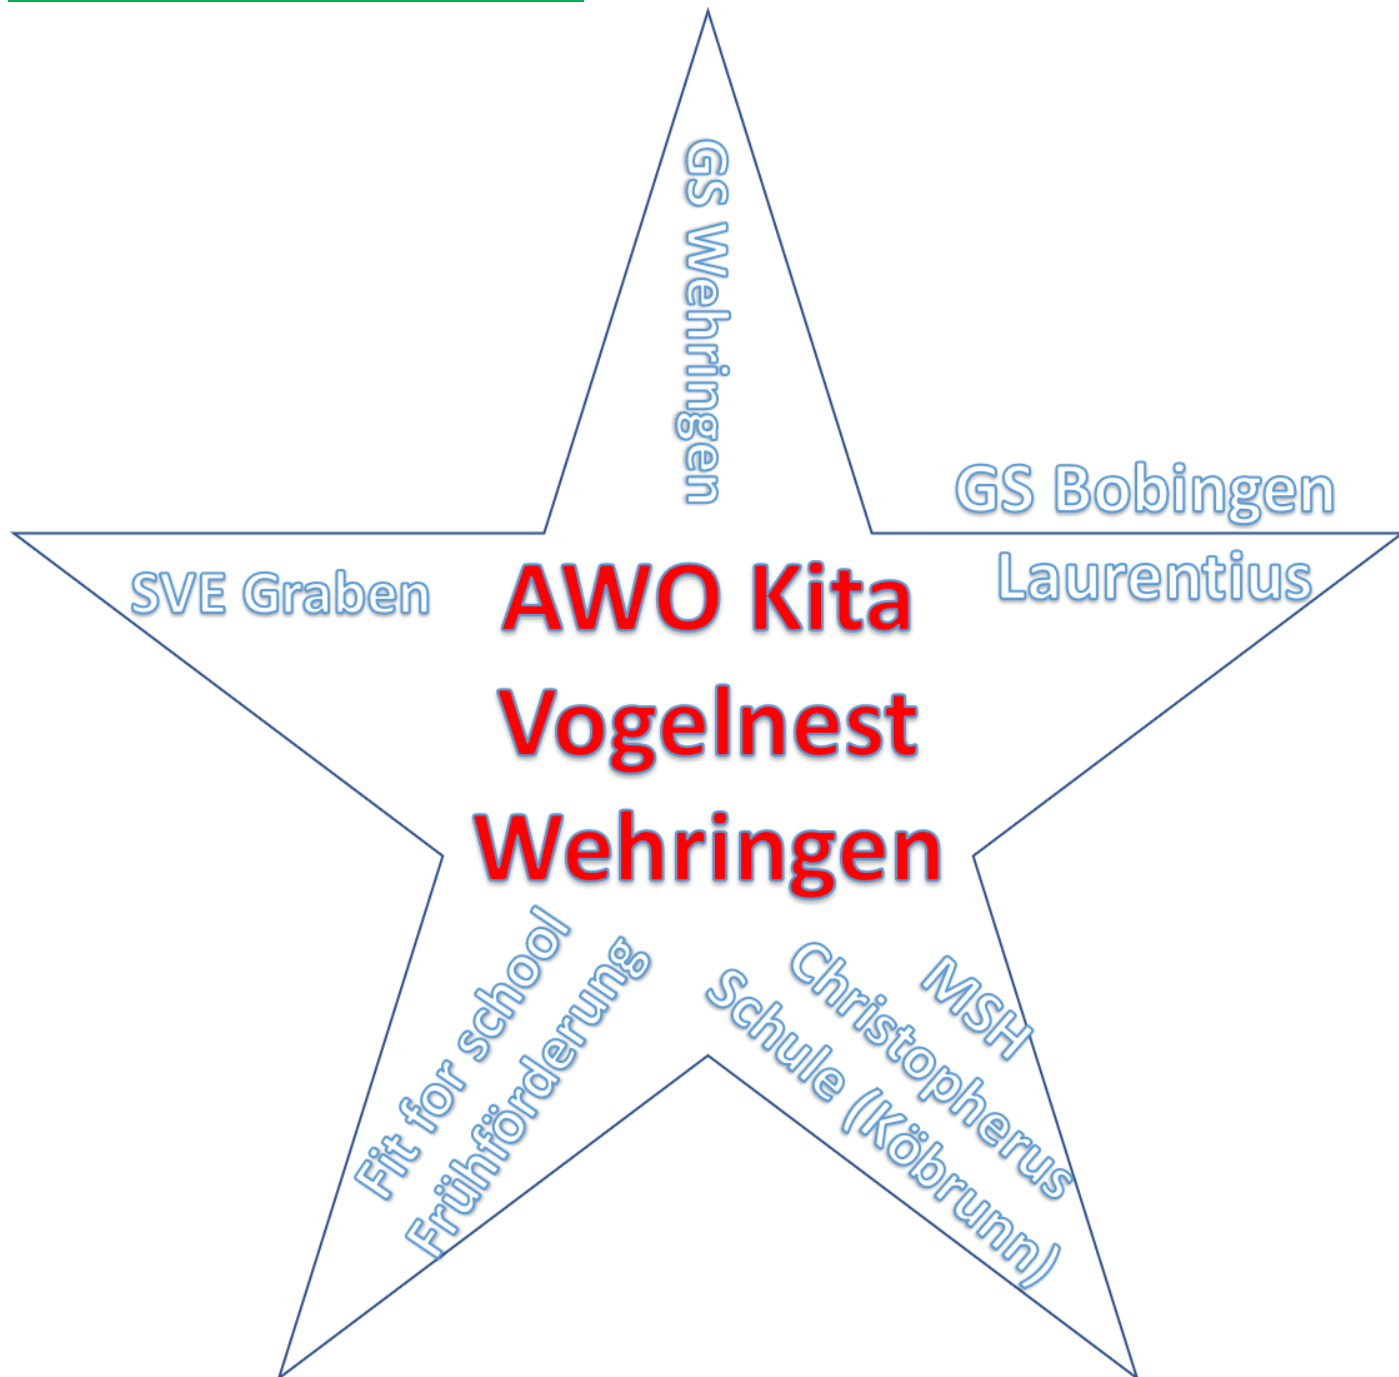 GS Wehringen
GS Bobingen
Laurentius
SVE Graben
AWO Kita
Vogelnest
Wehringen
Fit for school
Frühförderung
MSH
Christopherus
Schule (Köbrunn)